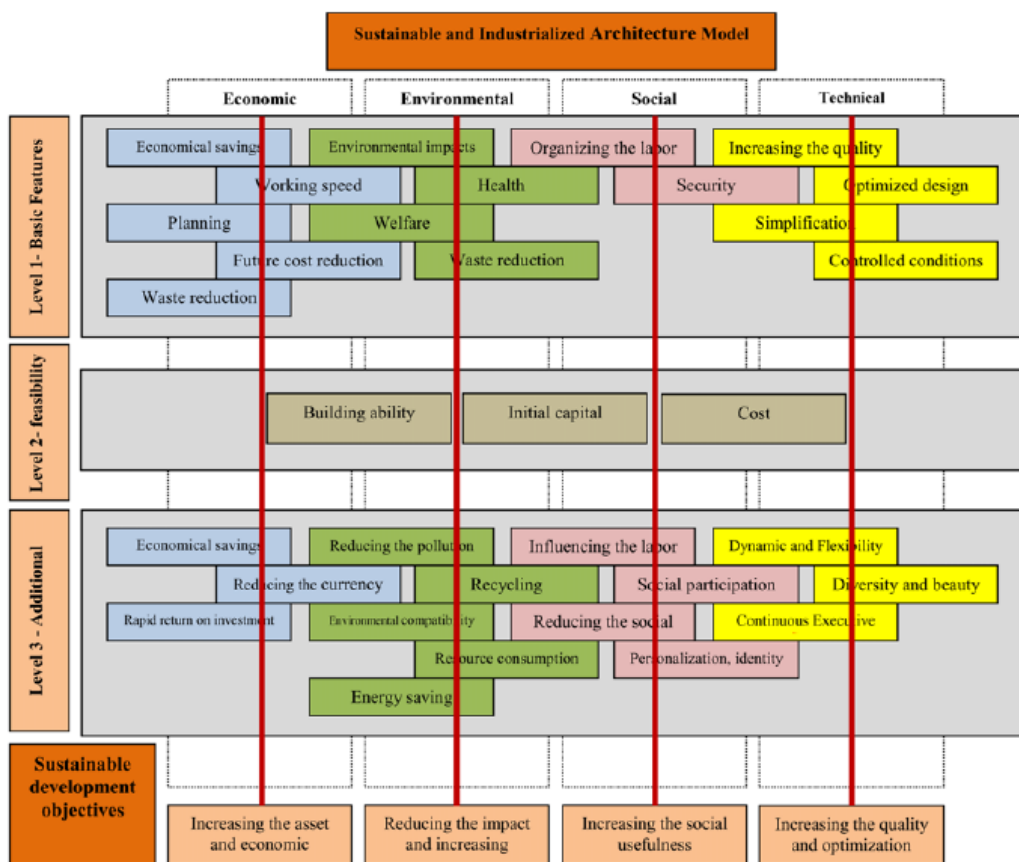 Sustainable and Industrialized Architecture Model
Economic
Environmental
Social
Technical
Level 1- Basic Features
Economical savings
Environmental impacts
Organizing the labor
Increasing the quality
Working speed
Health
Security
Optimized design
Planning
Welfare
Simplification
Future cost reduction
Waste reduction
Controlled conditions
Waste reduction
Level 2- feasibility
Building ability
Initial capital
Cost
Level 3 - Additional
Economical savings
Reducing the pollution
Influencing the labor
Dynamic and Flexibility
Reducing the currency
Recycling
Social participation
Diversity and beauty
Rapid return on investment
Environmental compatibility
Reducing the social
Continuous Executive
Resource consumption
Personalization, identity
Energy saving
Sustainable
development
objectives
Increasing the asset
and economic
Reducing the impact
and increasing
Increasing the social
usefulness
Increasing the quality
and optimization